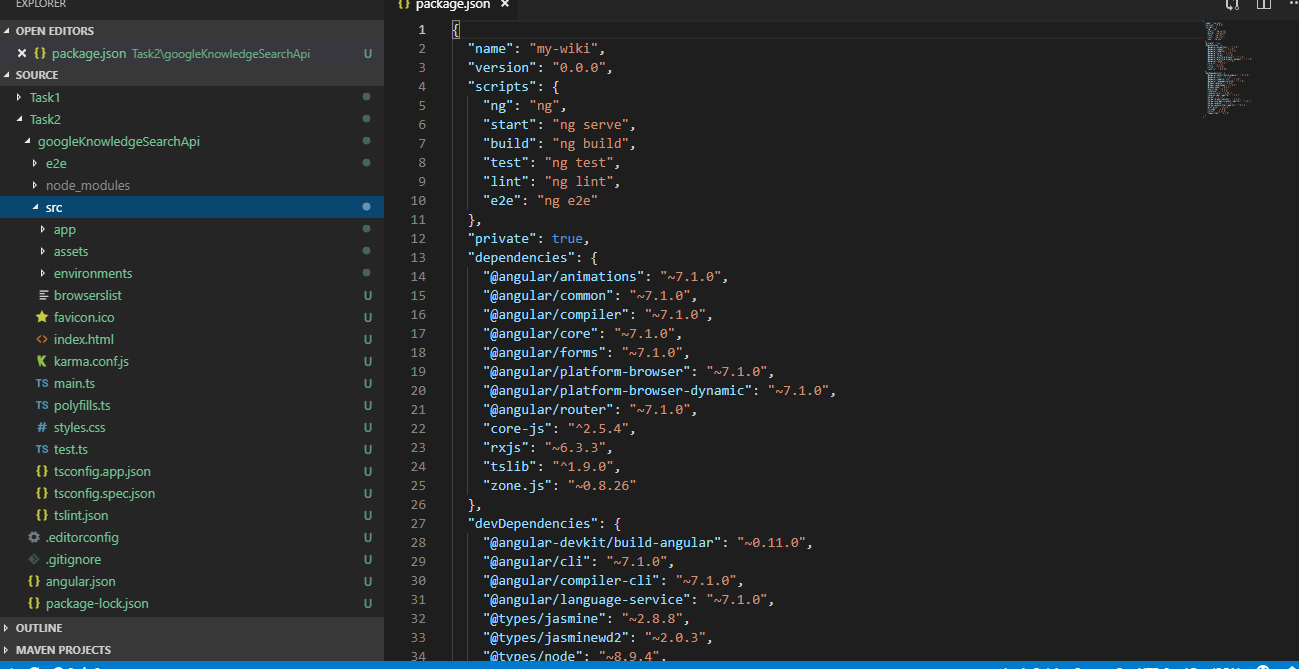 EXPLORER
OPEN EDITORS
package.json Task2\googleKnowledgeSearchApi U
SOURCE
Task1
Task2
googleKnowledgeSearchApi
e2e
node_modules
src
app
assets
environments
browserslist U
favicon.ico U
index.html U
karma.conf.js U
TS main.ts U
TS polyfills.ts U
# styles.css U
TS test.ts U
{} tsconfig.app.json U
{} tsconfig.spec.json U
{} tslint.json U
.editorconfig U
.gitignore U
{} angular.json U
{} package-lock.json U
OUTLINE
MAVEN PROJECTS
{} package.json ×
1 {
2 "name": "my-wiki",
3 "version": "0.0.0",
4 "scripts": {
5 "ng": "ng",
6 "start": "ng serve",
7 "build": "ng build",
8 "test": "ng test",
9 "lint": "ng lint",
10 "e2e": "ng e2e"
11 },
12 "private": true,
13 "dependencies": {
14 "@angular/animations": "~7.1.0",
15 "@angular/common": "~7.1.0",
16 "@angular/compiler": "~7.1.0",
17 "@angular/core": "~7.1.0",
18 "@angular/forms": "~7.1.0",
19 "@angular/platform-browser": "~7.1.0",
20 "@angular/platform-browser-dynamic": "~7.1.0",
21 "@angular/router": "~7.1.0",
22 "core-js": "^2.5.4",
23 "rxjs": "~6.3.3",
24 "tslib": "^1.9.0",
25 "zone.js": "~0.8.26"
26 },
27 "devDependencies": {
28 "@angular-devkit/build-angular": "~0.11.0",
29 "@angular/cli": "~7.1.0",
30 "@angular/compiler-cli": "~7.1.0",
31 "@angular/language-service": "~7.1.0",
32 "@types/jasmine": "~2.8.8",
33 "@types/jasminewd2": "~2.0.3",
34 "@types/node": "~8.9.4",